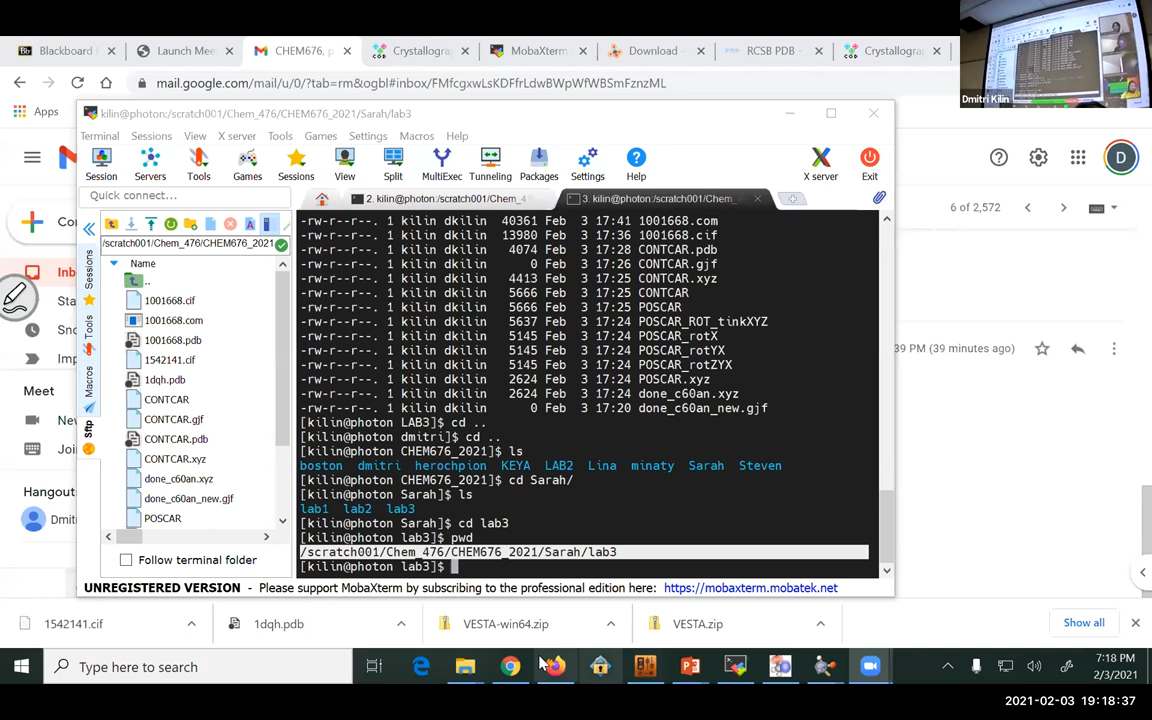 Blackboard
Launch Mee
CHEM676, p
Crystallogra
MobaXterm
Download -
RCSB PDB -
Crystallogra
mail.google.com/mail/u/0/?tab=rm&ogbl#inbox/FMfcgxwLsKDFfrLdwBWpWfWBSmFznzML
Apps
Dmitri Kilin
kilin@photon:/scratch001/Chem_476/CHEM676_2021/Sarah/lab3
Terminal Sessions View X server Tools Games Settings Macros Help
Session Servers Tools Games Sessions View Split MultiExec Tunneling Packages Settings Help X server Exit
Quick connect...
2. kilin@photon:/scratch001/Chem_4
3. kilin@photon:/scratch001/Chem_
6 of 2,572
/scratch001/Chem_476/CHEM676_2021
Name
..
1001668.cif
1001668.com
1001668.pdb
1542141.cif
1dqh.pdb
CONTCAR
CONTCAR.gjf
CONTCAR.pdb
CONTCAR.xyz
done_c60an.xyz
done_c60an_new.gjf
POSCAR
Follow terminal folder
Sessions
Tools
Macros
Sftp
-rw-r--r--. 1 kilin dkilin 40361 Feb 3 17:41 1001668.com
-rw-r--r--. 1 kilin dkilin 13980 Feb 3 17:36 1001668.cif
-rw-r--r--. 1 kilin dkilin 4074 Feb 3 17:28 CONTCAR.pdb
-rw-r--r--. 1 kilin dkilin 0 Feb 3 17:26 CONTCAR.gjf
-rw-r--r--. 1 kilin dkilin 4413 Feb 3 17:25 CONTCAR.xyz
-rw-r--r--. 1 kilin dkilin 5666 Feb 3 17:25 CONTCAR
-rw-r--r--. 1 kilin dkilin 5666 Feb 3 17:24 POSCAR
-rw-r--r--. 1 kilin dkilin 5637 Feb 3 17:24 POSCAR_ROT_tinkXYZ
-rw-r--r--. 1 kilin dkilin 5145 Feb 3 17:24 POSCAR_rotX
-rw-r--r--. 1 kilin dkilin 5145 Feb 3 17:24 POSCAR_rotYX
-rw-r--r--. 1 kilin dkilin 5145 Feb 3 17:24 POSCAR_rotZYX
-rw-r--r--. 1 kilin dkilin 2624 Feb 3 17:24 POSCAR.xyz
-rw-r--r--. 1 kilin dkilin 2624 Feb 3 17:24 done_c60an.xyz
-rw-r--r--. 1 kilin dkilin 0 Feb 3 17:20 done_c60an_new.gjf
[kilin@photon LAB3]$ cd ..
[kilin@photon dmitri]$ cd ..
[kilin@photon CHEM676_2021]$ ls
boston dmitri herochpion KEYA LAB2 Lina minaty Sarah Steven
[kilin@photon CHEM676_2021]$ cd Sarah/
[kilin@photon Sarah]$ ls
lab1 lab2 lab3
[kilin@photon Sarah]$ cd lab3
[kilin@photon lab3]$ pwd
/scratch001/Chem_476/CHEM676_2021/Sarah/lab3
[kilin@photon lab3]$
UNREGISTERED VERSION - Please support MobaXterm by subscribing to the professional edition here: https://mobaxterm.mobatek.net
Co
Inb
Sta
Sno
Imp
Meet
New
Joi
Hangouts
Dmit
39 PM (39 minutes ago)
1542141.cif
1dqh.pdb
VESTA-win64.zip
VESTA.zip
Show all
Type here to search
7:18 PM
2/3/2021
2021-02-03 19:18:37